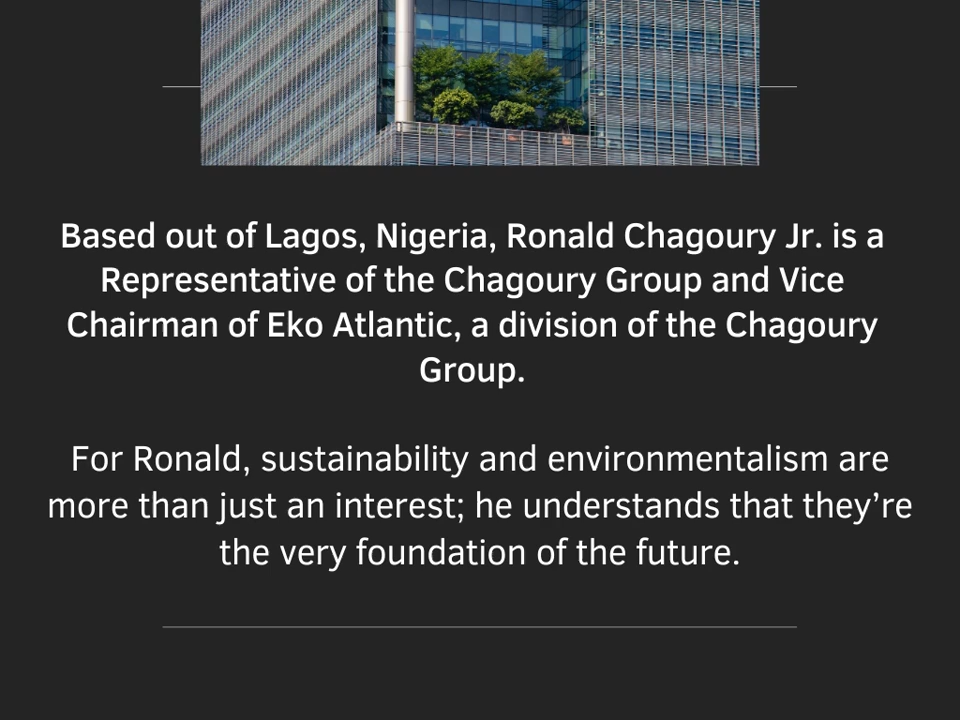 Based out of Lagos, Nigeria, Ronald Chagoury Jr. is a
Representative of the Chagoury Group and Vice
Chairman of Eko Atlantic, a division of the Chagoury
Group.
For Ronald, sustainability and environmentalism are
more than just an interest; he understands that they’re
the very foundation of the future.